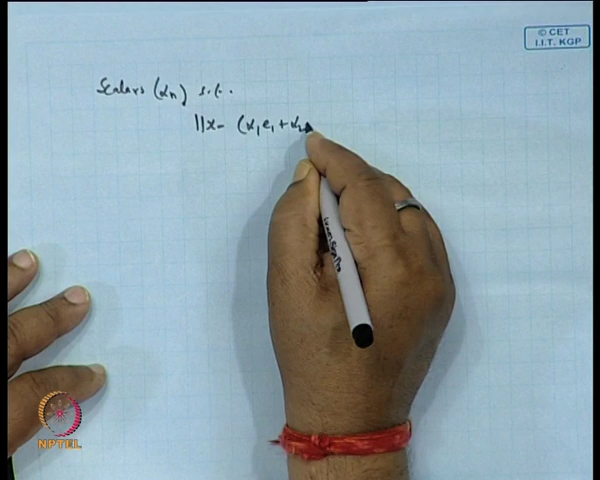 © CET
I.I.T. KGP
Scalars (αn) s.t.
||x - (α1e1 + α2
NPTEL